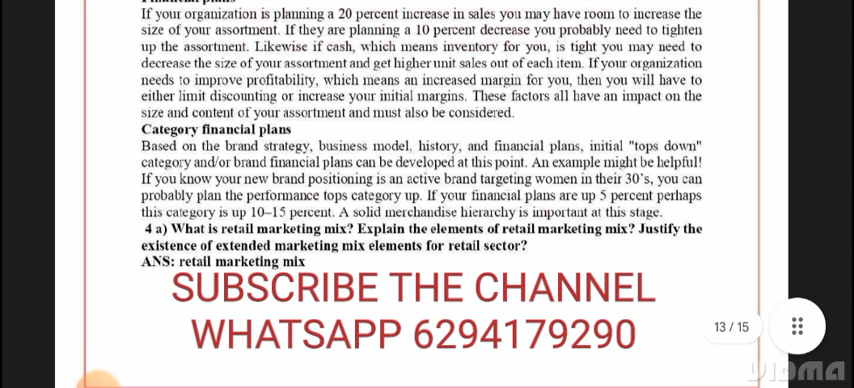 If your organization is planning a 20 percent increase in sales you may have room to increase the
size of your assortment. If they are planning a 10 percent decrease you probably need to tighten
up the assortment. Likewise if cash, which means inventory for you, is tight you may need to
decrease the size of your assortment and get higher unit sales out of each item. If your organization
needs to improve profitability, which means an increased margin for you, then you will have to
either limit discounting or increase your initial margins. These factors all have an impact on the
size and content of your assortment and must also be considered.
Category financial plans
Based on the brand strategy, business model, history, and financial plans, initial "tops down"
category and/or brand financial plans can be developed at this point. An example might be helpful!
If you know your new brand positioning is an active brand targeting women in their 30's, you can
probably plan the performance tops category up. If your financial plans are up 5 percent perhaps
this category is up 10–15 percent. A solid merchandise hierarchy is important at this stage.
4 a) What is retail marketing mix? Explain the elements of retail marketing mix? Justify the
existence of extended marketing mix elements for retail sector?
ANS: retail marketing mix
SUBSCRIBE THE CHANNEL
WHATSAPP 6294179290
13 / 15
VIDMA